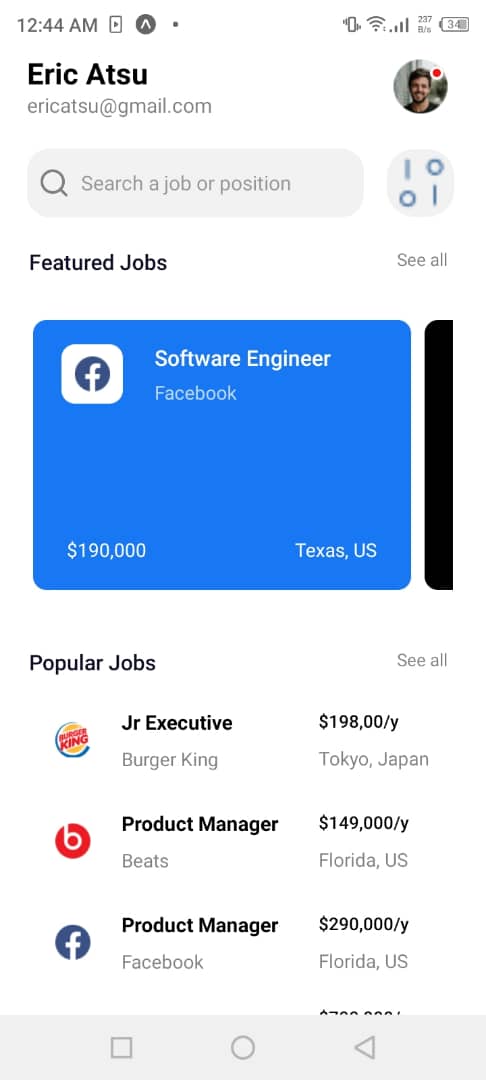 12:44 AM
237
B/s
34
Eric Atsu
ericatsu@gmail.com
Search a job or position
Featured Jobs
See all
Software Engineer
Facebook
$190,000
Texas, US
Popular Jobs
See all
BURGER
KING
Jr Executive
$198,00/y
Burger King
Tokyo, Japan
Product Manager
$149,000/y
Beats
Florida, US
Product Manager
$290,000/y
Facebook
Florida, US